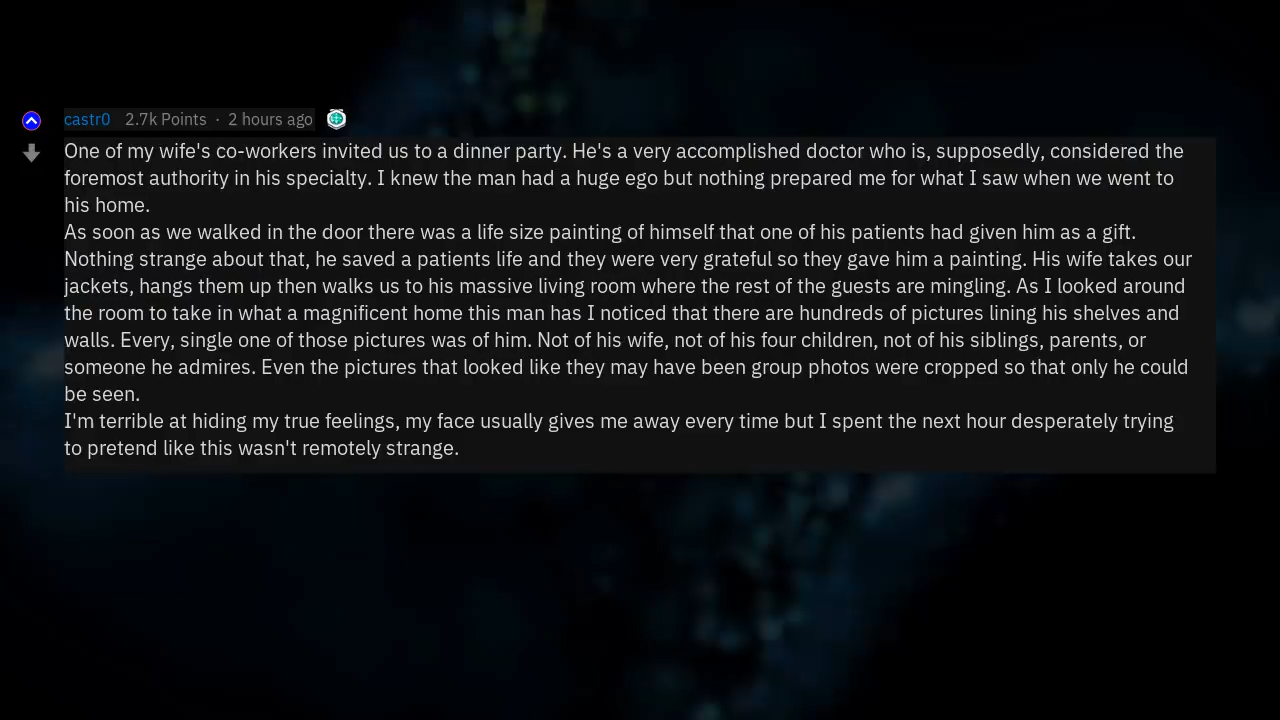 castr0 2.7k Points · 2 hours ago
One of my wife's co-workers invited us to a dinner party. He's a very accomplished doctor who is, supposedly, considered the
foremost authority in his specialty. I knew the man had a huge ego but nothing prepared me for what I saw when we went to
his home.
As soon as we walked in the door there was a life size painting of himself that one of his patients had given him as a gift.
Nothing strange about that, he saved a patients life and they were very grateful so they gave him a painting. His wife takes our
jackets, hangs them up then walks us to his massive living room where the rest of the guests are mingling. As I looked around
the room to take in what a magnificent home this man has I noticed that there are hundreds of pictures lining his shelves and
walls. Every, single one of those pictures was of him. Not of his wife, not of his four children, not of his siblings, parents, or
someone he admires. Even the pictures that looked like they may have been group photos were cropped so that only he could
be seen.
I'm terrible at hiding my true feelings, my face usually gives me away every time but I spent the next hour desperately trying
to pretend like this wasn't remotely strange.